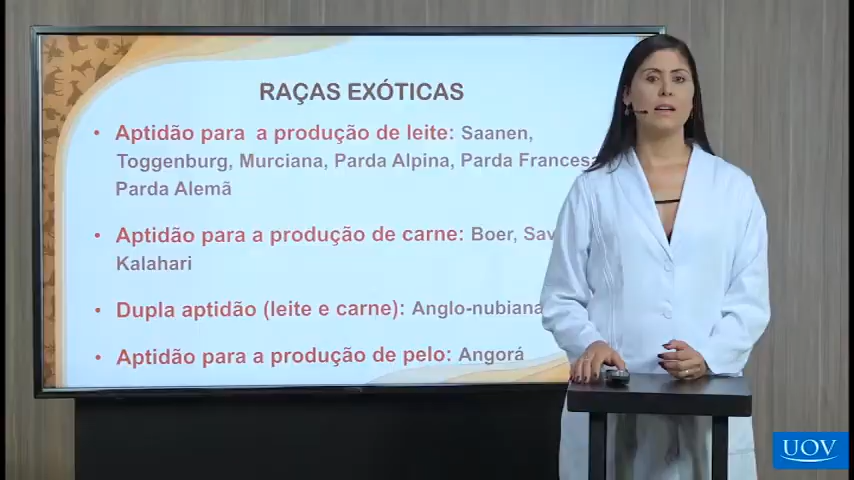 RAÇAS EXÓTICAS
• Aptidão para a produção de leite: Saanen,
Toggenburg, Murciana, Parda Alpina, Parda Francesa
Parda Alemã
• Aptidão para a produção de carne: Boer,
Kalahari
• Dupla aptidão (leite e carne): Anglo-nubiana
• Aptidão para a produção de pelo: Angorá
UOV